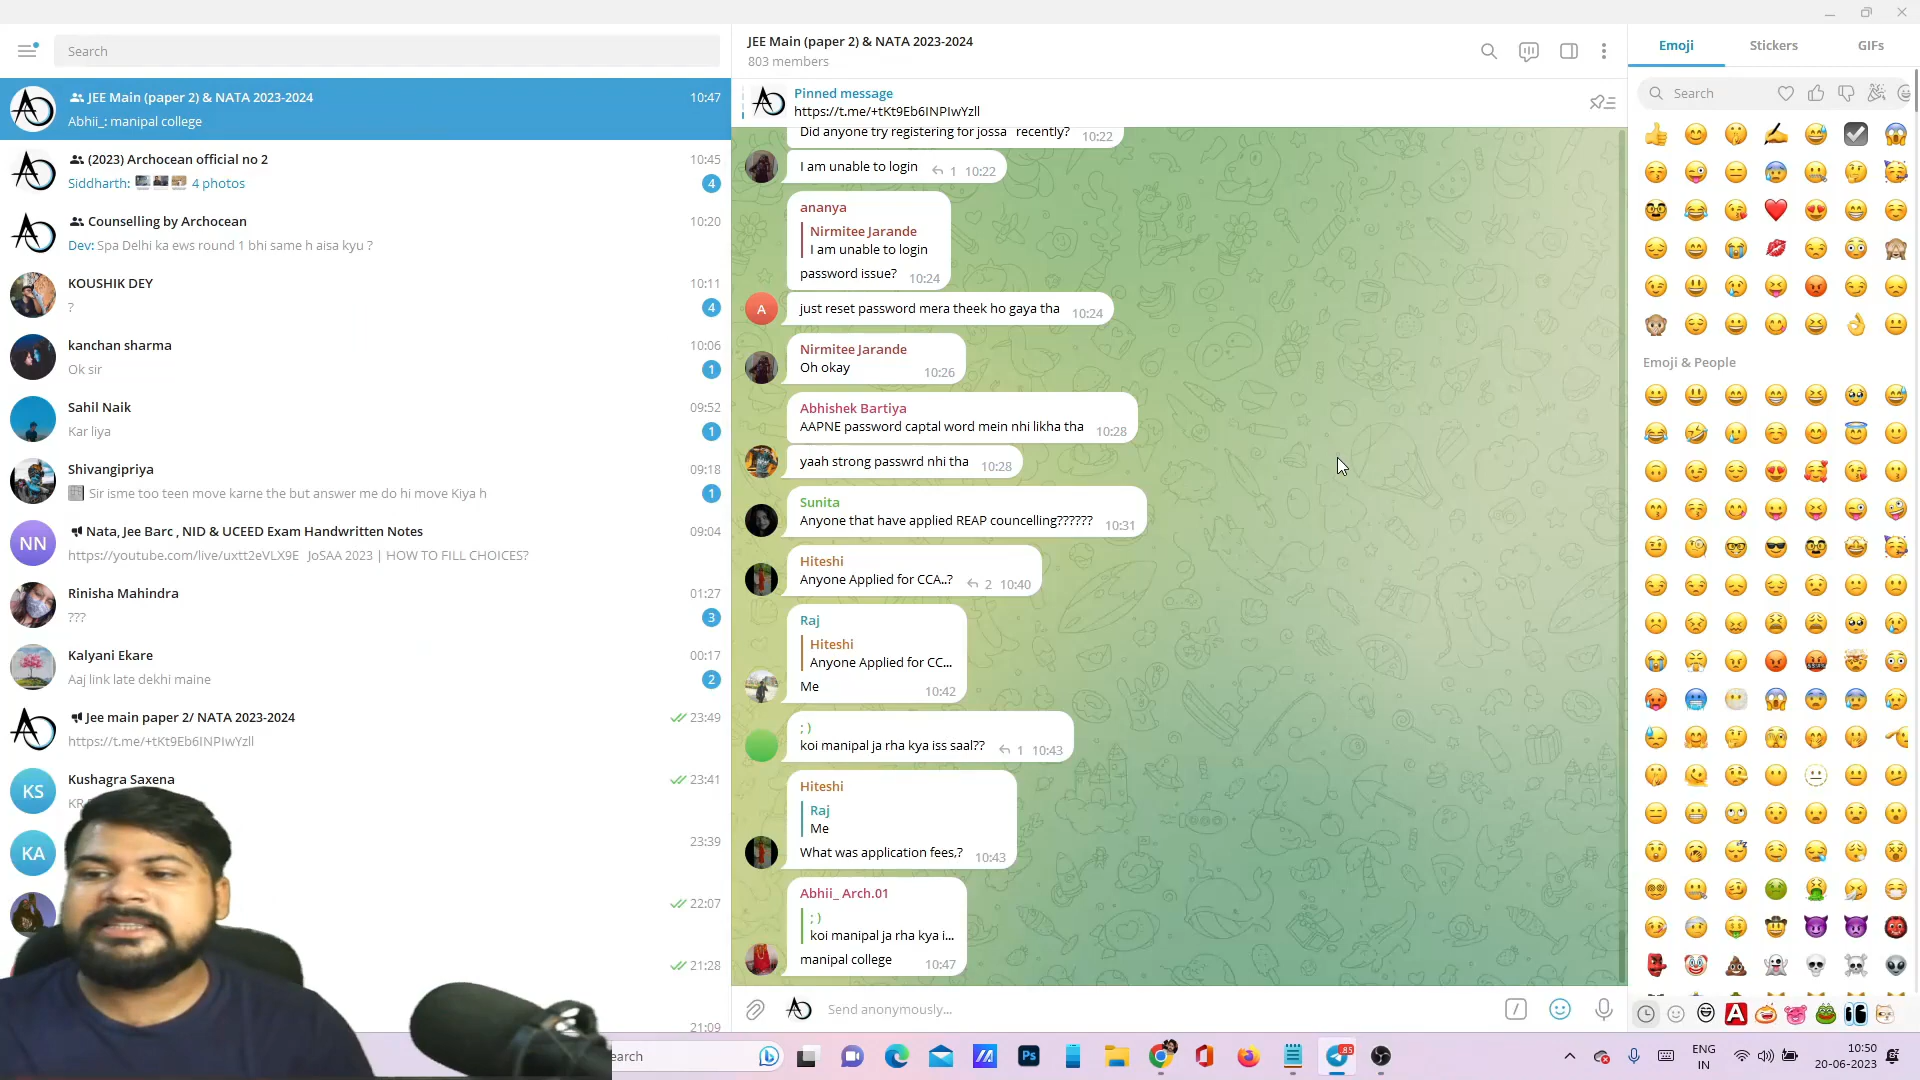 Search
JEE Main (paper 2) & NATA 2023-2024
10:47
Abhii_: manipal college
(2023) Archocean official no 2
10:45
Siddharth: 4 photos
4
Counselling by Archocean
10:20
Dev: Spa Delhi ka ews round 1 bhi same h aisa kyu ?
KOUSHIK DEY
10:11
?
4
kanchan sharma
10:06
Ok sir
1
Sahil Naik
09:52
Kar liya
1
Shivangipriya
09:18
Sir isme too teen move karne the but answer me do hi move Kiya h
1
NN
Nata, Jee Barc , NID & UCEED Exam Handwritten Notes
09:04
https://youtube.com/live/uxtt2eVLX9E JoSAA 2023 | HOW TO FILL CHOICES?
Rinisha Mahindra
01:27
???
3
Kalyani Ekare
00:17
Aaj link late dekhi maine
2
Jee main paper 2/ NATA 2023-2024
23:49
https://t.me/+tKt9Eb6INPIwYzll
KS
Kushagra Saxena
23:41
KA
23:39
22:07
21:28
21:09
JEE Main (paper 2) & NATA 2023-2024
803 members
Pinned message
https://t.me/+tKt9Eb6INPIwYzll
Did anyone try registering for jossa recently? 10:22
I am unable to login 1 10:22
ananya
Nirmitee Jarande
I am unable to login
password issue? 10:24
A
just reset password mera theek ho gaya tha 10:24
Nirmitee Jarande
Oh okay 10:26
Abhishek Bartiya
AAPNE password captal word mein nhi likha tha 10:28
yaah strong passwrd nhi tha 10:28
Sunita
Anyone that have applied REAP councelling?????? 10:31
Hiteshi
Anyone Applied for CCA..? 2 10:40
Raj
Hiteshi
Anyone Applied for CC...
Me 10:42
; )
koi manipal ja rha kya iss saal?? 1 10:43
Hiteshi
Raj
Me
What was application fees,? 10:43
Abhii_ Arch.01
; )
koi manipal ja rha kya i...
manipal college 10:47
Send anonymously...
Emoji
Stickers
GIFs
Search
Emoji & People
earch
Ps
85
ENG
IN
10:50
20-06-2023